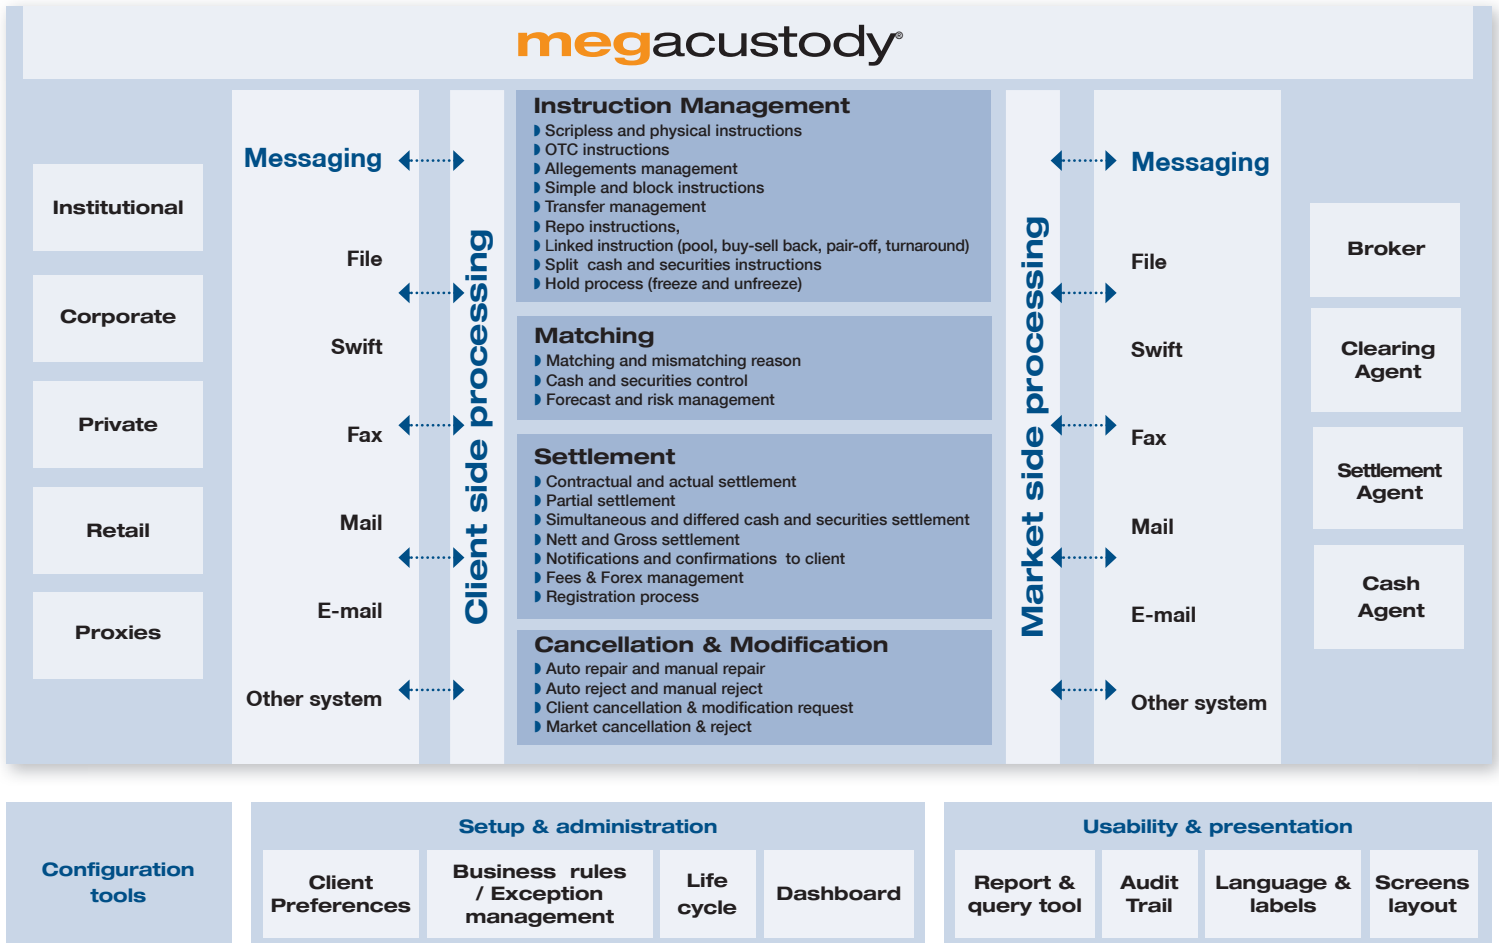 megacustody®
Institutional
Corporate
Private
Retail
Proxies
Messaging
File
Swift
Fax
Mail
E-mail
Other system
Client side processing
Instruction Management
Scripless and physical instructions
OTC instructions
Allegements management
Simple and block instructions
Transfer management
Repo instructions,
Linked instruction (pool, buy-sell back, pair-off, turnaround)
Split cash and securities instructions
Hold process (freeze and unfreeze)
Matching
Matching and mismatching reason
Cash and securities control
Forecast and risk management
Settlement
Contractual and actual settlement
Partial settlement
Simultaneous and differed cash and securities settlement
Nett and Gross settlement
Notifications and confirmations to client
Fees & Forex management
Registration process
Cancellation & Modification
Auto repair and manual repair
Auto reject and manual reject
Client cancellation & modification request
Market cancellation & reject
Market side processing
Messaging
File
Swift
Fax
Mail
E-mail
Other system
Broker
Clearing
Agent
Settlement
Agent
Cash
Agent
Configuration
tools
Setup & administration
Client
Preferences
Business rules
/ Exception
management
Life
cycle
Dashboard
Usability & presentation
Report &
query tool
Audit
Trail
Language &
labels
Screens
layout